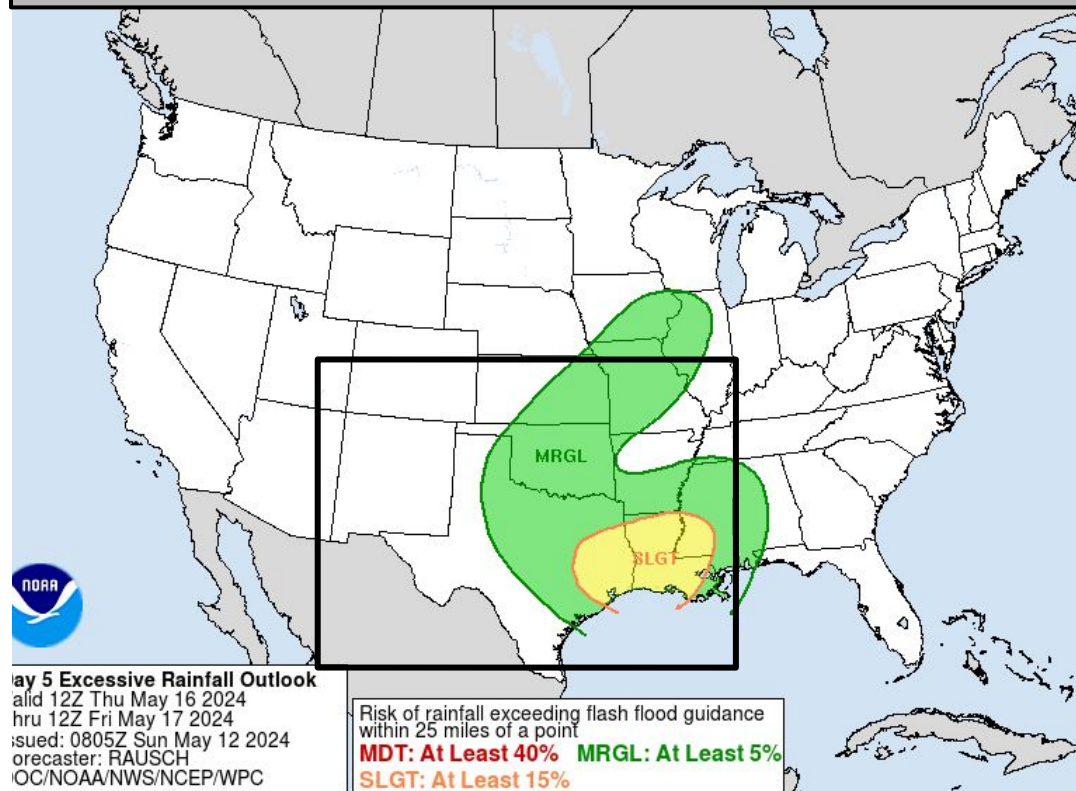 MRGL
SLGT
NOAA
ay 5 Excessive Rainfall Outlook
alid 12Z Thu May 16 2024
hru 12Z Fri May 17 2024
ssued: 0805Z Sun May 12 2024
orecaster: RAUSCH
DOC/NOAA/NWS/NCEP/WPC
Risk of rainfall exceeding flash flood guidance
within 25 miles of a point
MDT: At Least 40% MRGL: At Least 5%
SLGT: At Least 15%